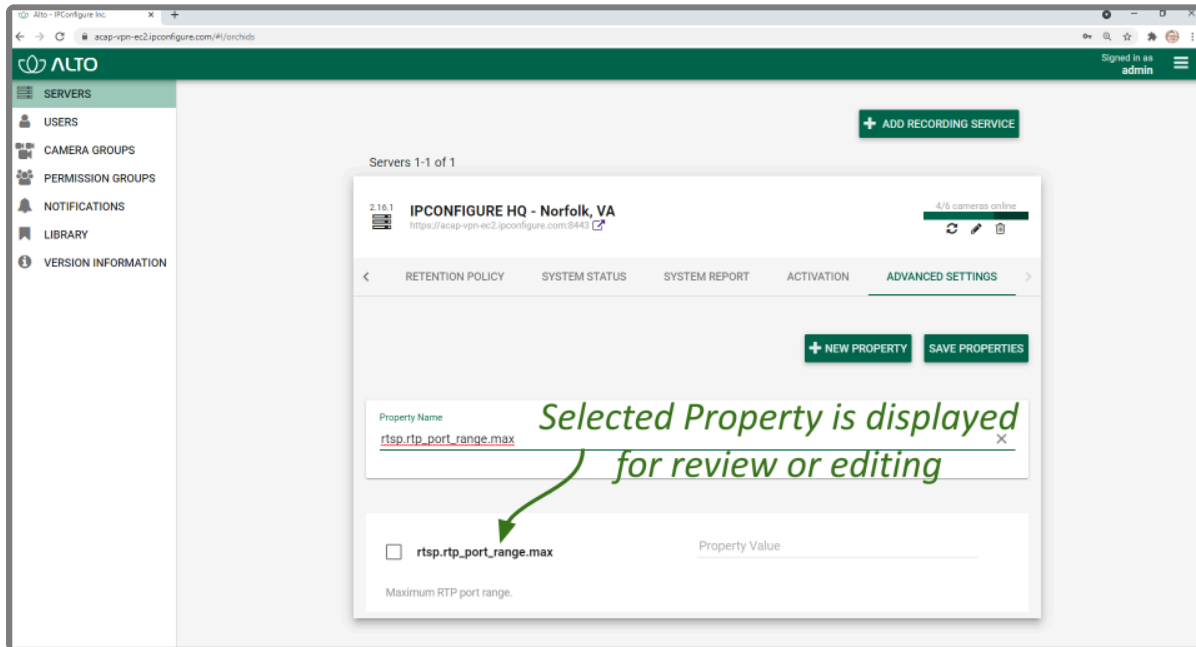 Alto - IPConfigure Inc.
acap-vpn-ec2.ipconfigure.com/#!/orchids
ALTO
Signed in as
admin
SERVERS
USERS
CAMERA GROUPS
PERMISSION GROUPS
NOTIFICATIONS
LIBRARY
VERSION INFORMATION
ADD RECORDING SERVICE
Servers 1-1 of 1
2.16.1
IPCONFIGURE HQ - Norfolk, VA
https://acap-vpn-ec2.ipconfigure.com:8443
4/6 cameras online
RETENTION POLICY SYSTEM STATUS SYSTEM REPORT ACTIVATION ADVANCED SETTINGS
NEW PROPERTY SAVE PROPERTIES
Property Name
rtsp.rtp_port_range.max
Selected Property is displayed
for review or editing
rtsp.rtp_port_range.max
Property Value
Maximum RTP port range.